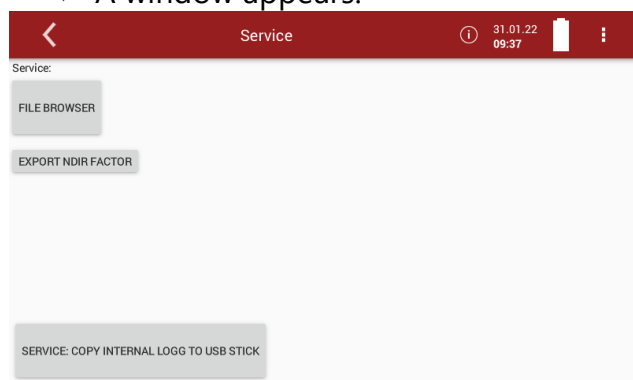 A window appears.
Service
31.01.22
09:37
Service:
FILE BROWSER
EXPORT NDIR FACTOR
SERVICE: COPY INTERNAL LOGG TO USB STICK